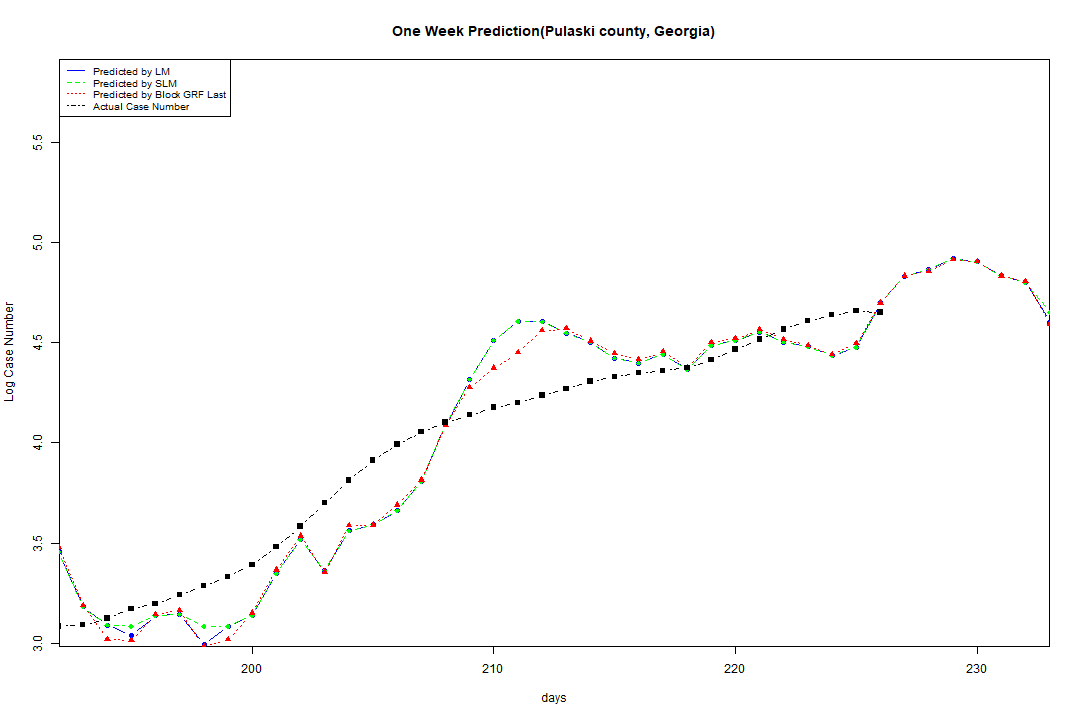 One Week Prediction(Pulaski county, Georgia)
Predicted by LM
Predicted by SLM
Predicted by Block GRF Last
Actual Case Number
5.5
5.0
4.5
4.0
3.5
3.0
Log Case Number
200 210 220 230
days